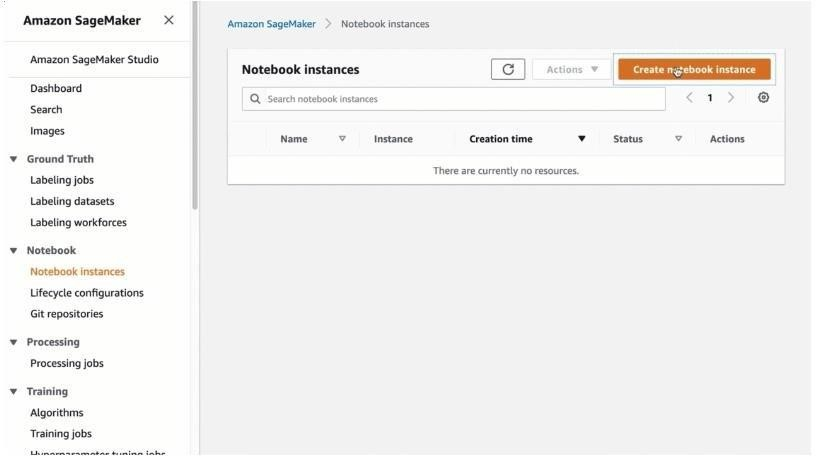 Amazon SageMaker
Amazon SageMaker Studio
Dashboard
Search
Images
Ground Truth
Labeling jobs
Labeling datasets
Labeling workforces
Notebook
Notebook instances
Lifecycle configurations
Git repositories
Processing
Processing jobs
Training
Algorithms
Training jobs
Hyperparameter tuning jobs
Amazon SageMaker > Notebook instances
Notebook instances
Actions
Create notebook instance
Search notebook instances
< 1 >
Name Instance Creation time Status Actions
There are currently no resources.